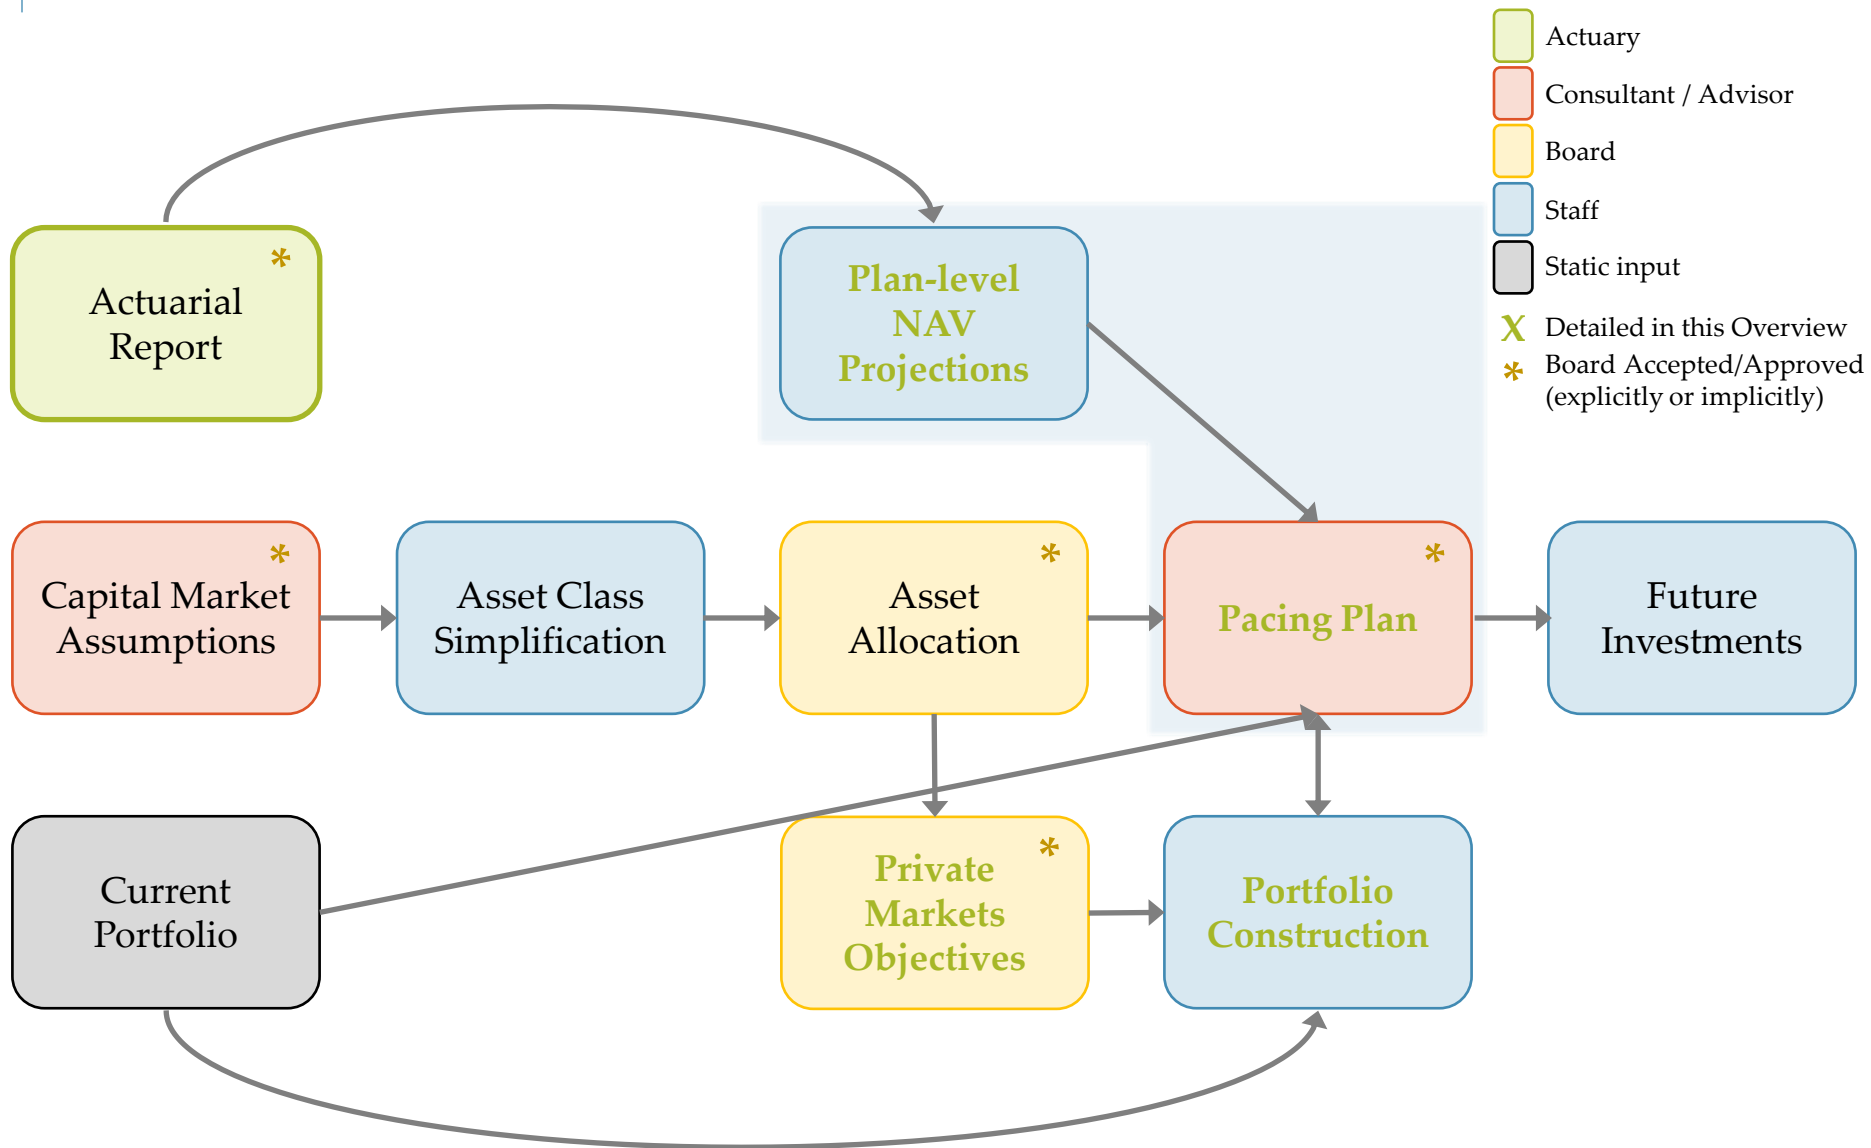 Actuary
Consultant / Advisor
Board
Staff
Static input
X Detailed in this Overview
* Board Accepted/Approved
(explicitly or implicitly)
*
Actuarial
Report
Plan-level
NAV
Projections
*
Capital Market
Assumptions
Asset Class
Simplification
*
Asset
Allocation
*
Pacing Plan
Future
Investments
Current
Portfolio
*
Private
Markets
Objectives
Portfolio
Construction